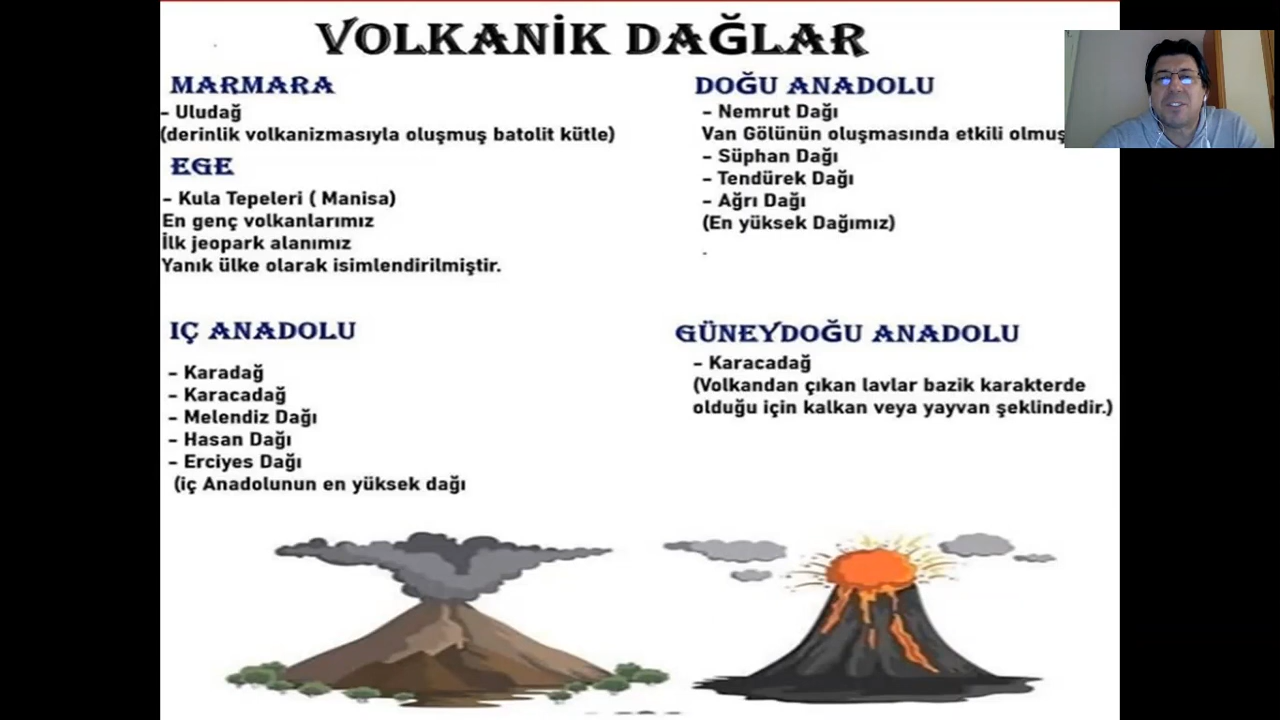 VOLKANİK DAĞLAR
MARMARA
- Uludağ
(derinlik volkanizmasıyla oluşmuş batolit kütle)
EGE
- Kula Tepeleri ( Manisa)
En genç volkanlarımız
İlk jeopark alanımız
Yanık ülke olarak isimlendirilmiştir.
DOĞU ANADOLU
- Nemrut Dağı
Van Gölünün oluşmasında etkili olmuş
- Süphan Dağı
- Tendürek Dağı
- Ağrı Dağı
(En yüksek Dağımız)
-
IÇ ANADOLU
- Karadağ
- Karacadağ
- Melendiz Dağı
- Hasan Dağı
- Erciyes Dağı
(iç Anadolunun en yüksek dağı
GÜNEYDOĞU ANADOLU
- Karacadağ
(Volkandan çıkan lavlar bazik karakterde
olduğu için kalkan veya yayvan şeklindedir.)